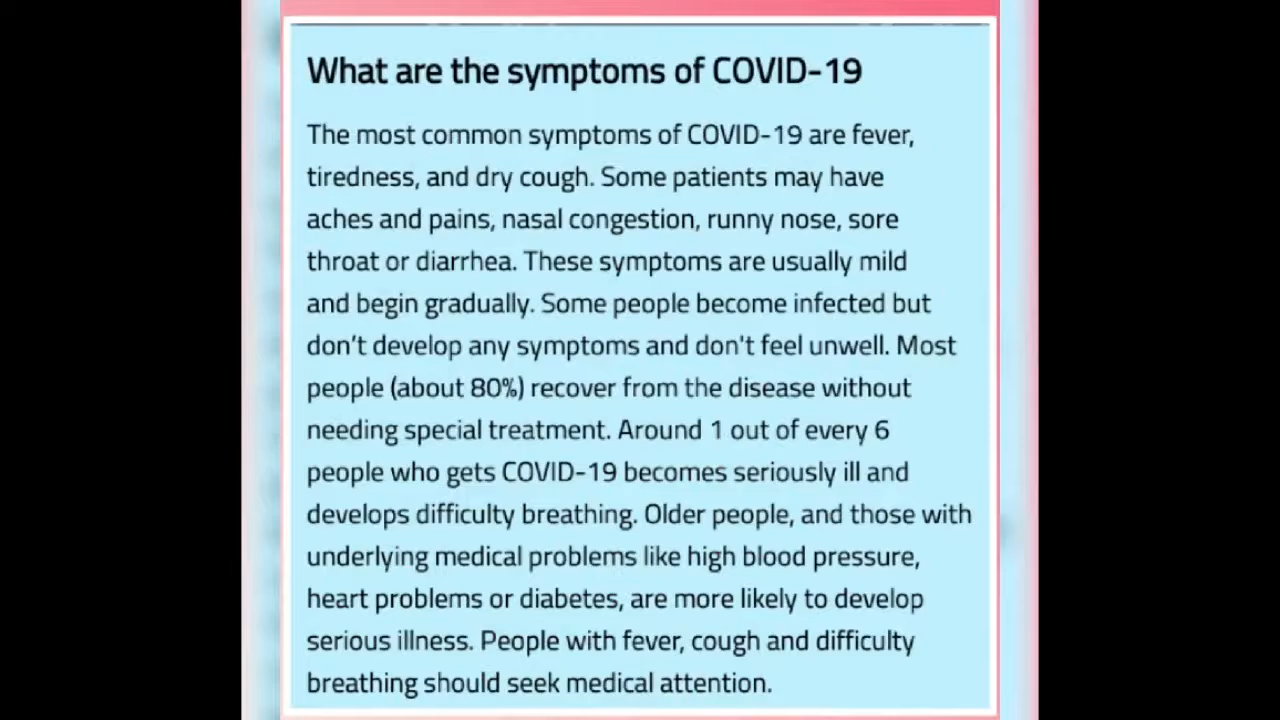 What are the symptoms of COVID-19
The most common symptoms of COVID-19 are fever,
tiredness, and dry cough. Some patients may have
aches and pains, nasal congestion, runny nose, sore
throat or diarrhea. These symptoms are usually mild
and begin gradually. Some people become infected but
don’t develop any symptoms and don't feel unwell. Most
people (about 80%) recover from the disease without
needing special treatment. Around 1 out of every 6
people who gets COVID-19 becomes seriously ill and
develops difficulty breathing. Older people, and those with
underlying medical problems like high blood pressure,
heart problems or diabetes, are more likely to develop
serious illness. People with fever, cough and difficulty
breathing should seek medical attention.